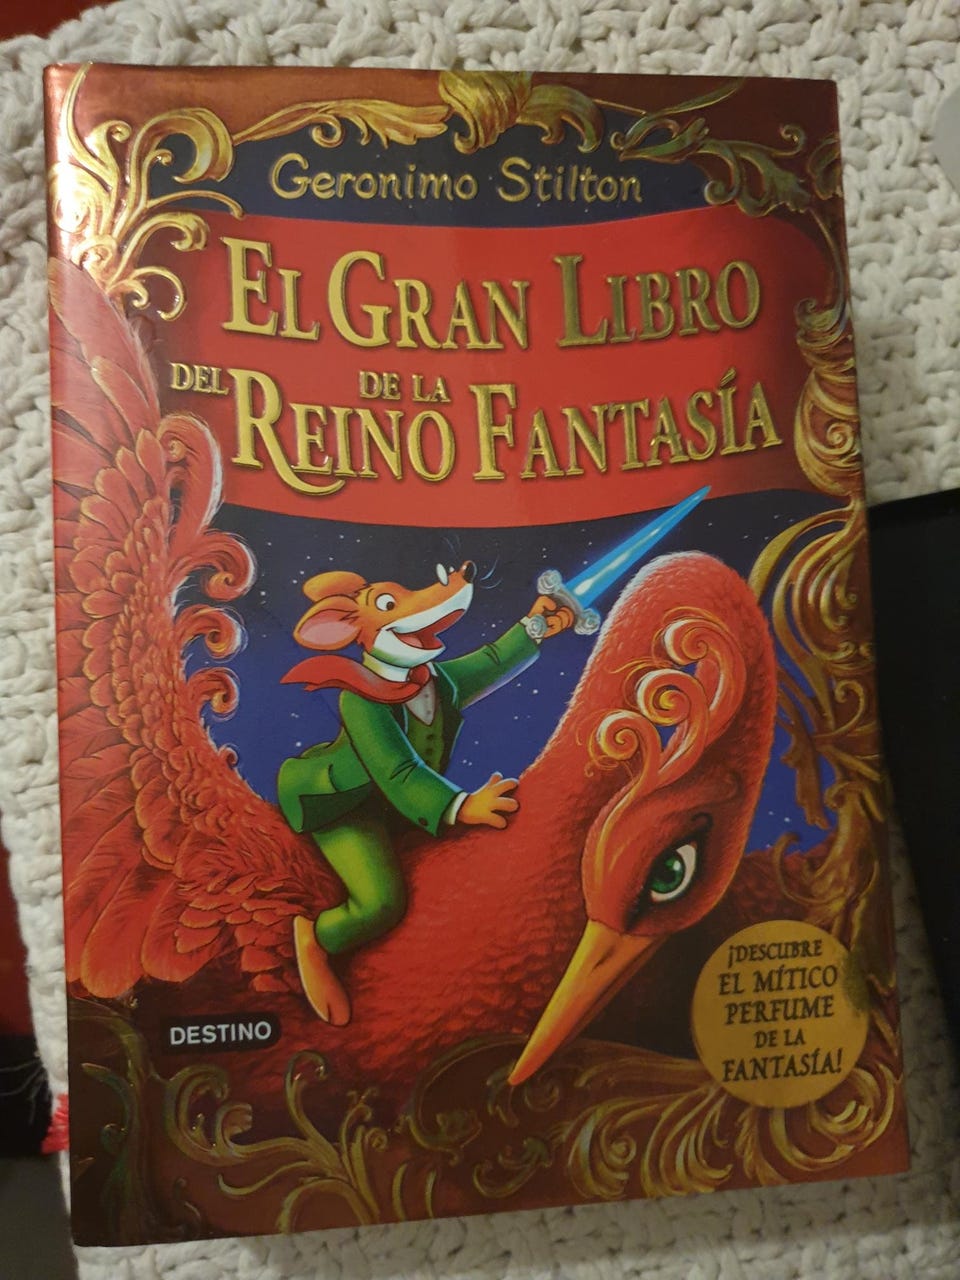 Geronimo Stilton
EL GRAN LIBRO
DEL REINO DE LA FANTASÍA
DESTINO
¡DESCUBRE
EL MÍTICO
PERFUME
DE LA
FANTASÍA!